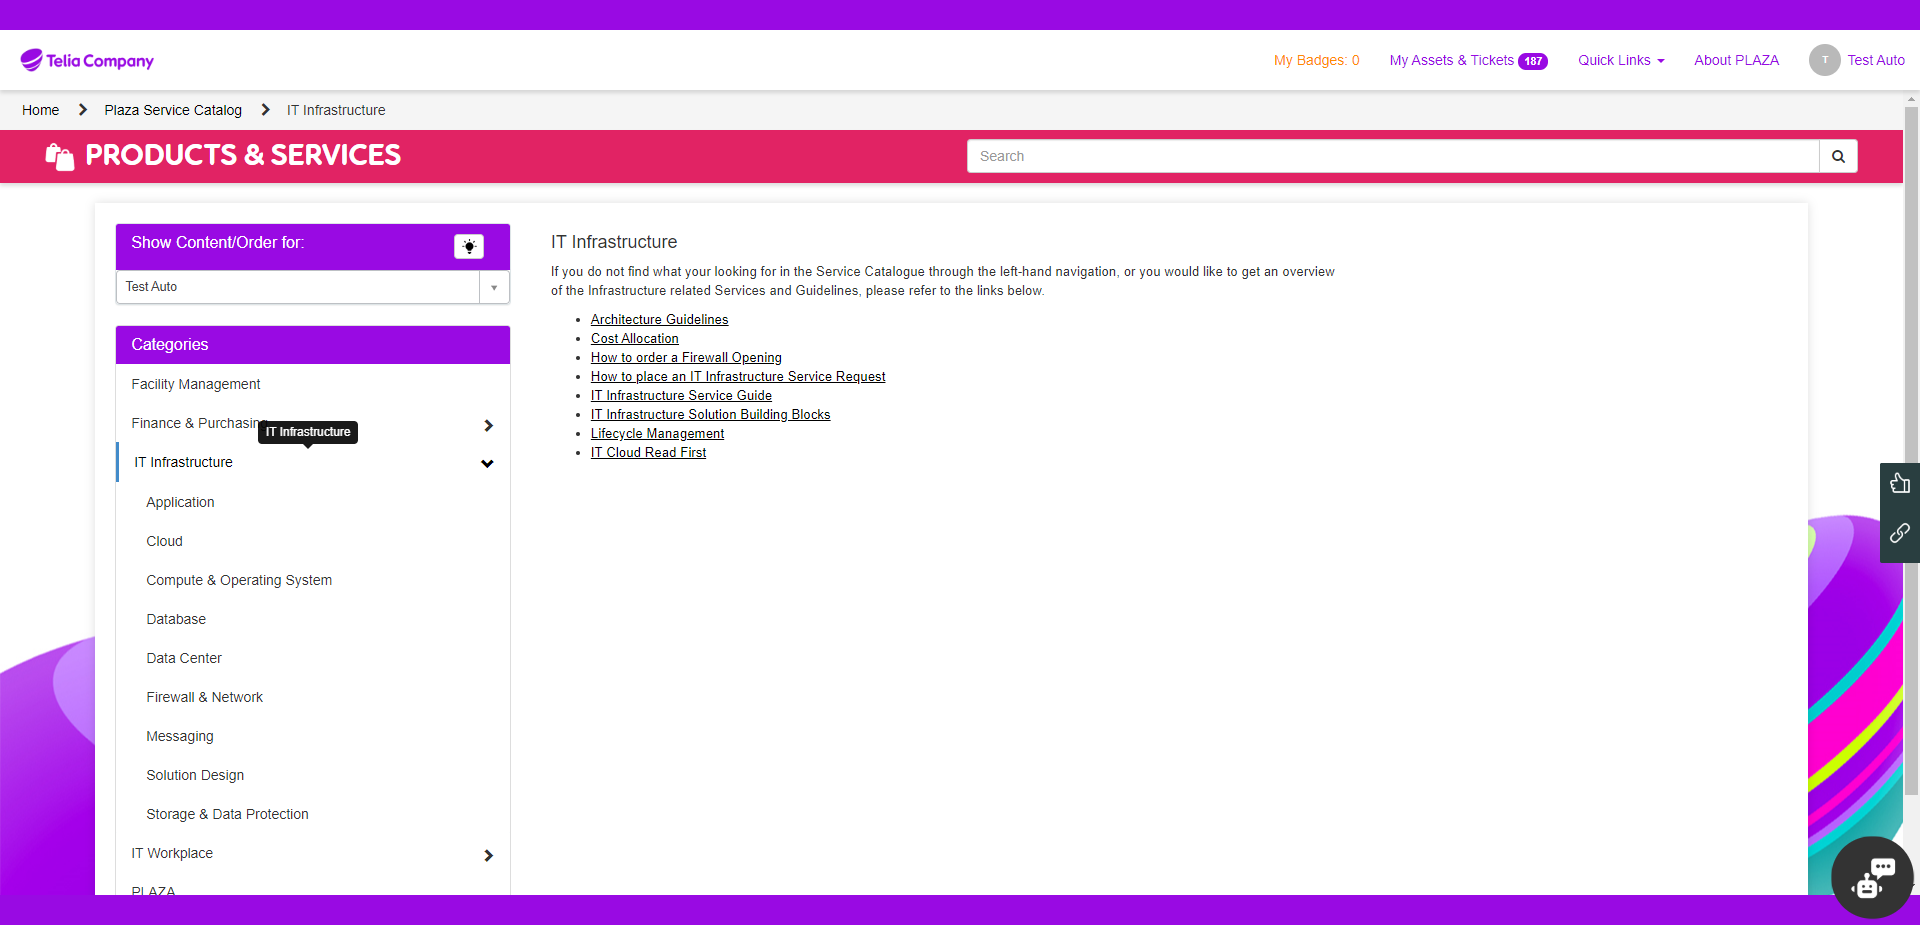 Telia Company
My Badges: 0
My Assets & Tickets 187
Quick Links
About PLAZA
T
Test Auto
Home
Plaza Service Catalog
IT Infrastructure
PRODUCTS & SERVICES
Search
Show Content/Order for:
Test Auto
Categories
Facility Management
Finance & Purchasing
IT Infrastructure
IT Infrastructure
Application
Cloud
Compute & Operating System
Database
Data Center
Firewall & Network
Messaging
Solution Design
Storage & Data Protection
IT Workplace
PLAZA
IT Infrastructure
If you do not find what your looking for in the Service Catalogue through the left-hand navigation, or you would like to get an overview
of the Infrastructure related Services and Guidelines, please refer to the links below.
Architecture Guidelines
Cost Allocation
How to order a Firewall Opening
How to place an IT Infrastructure Service Request
IT Infrastructure Service Guide
IT Infrastructure Solution Building Blocks
Lifecycle Management
IT Cloud Read First